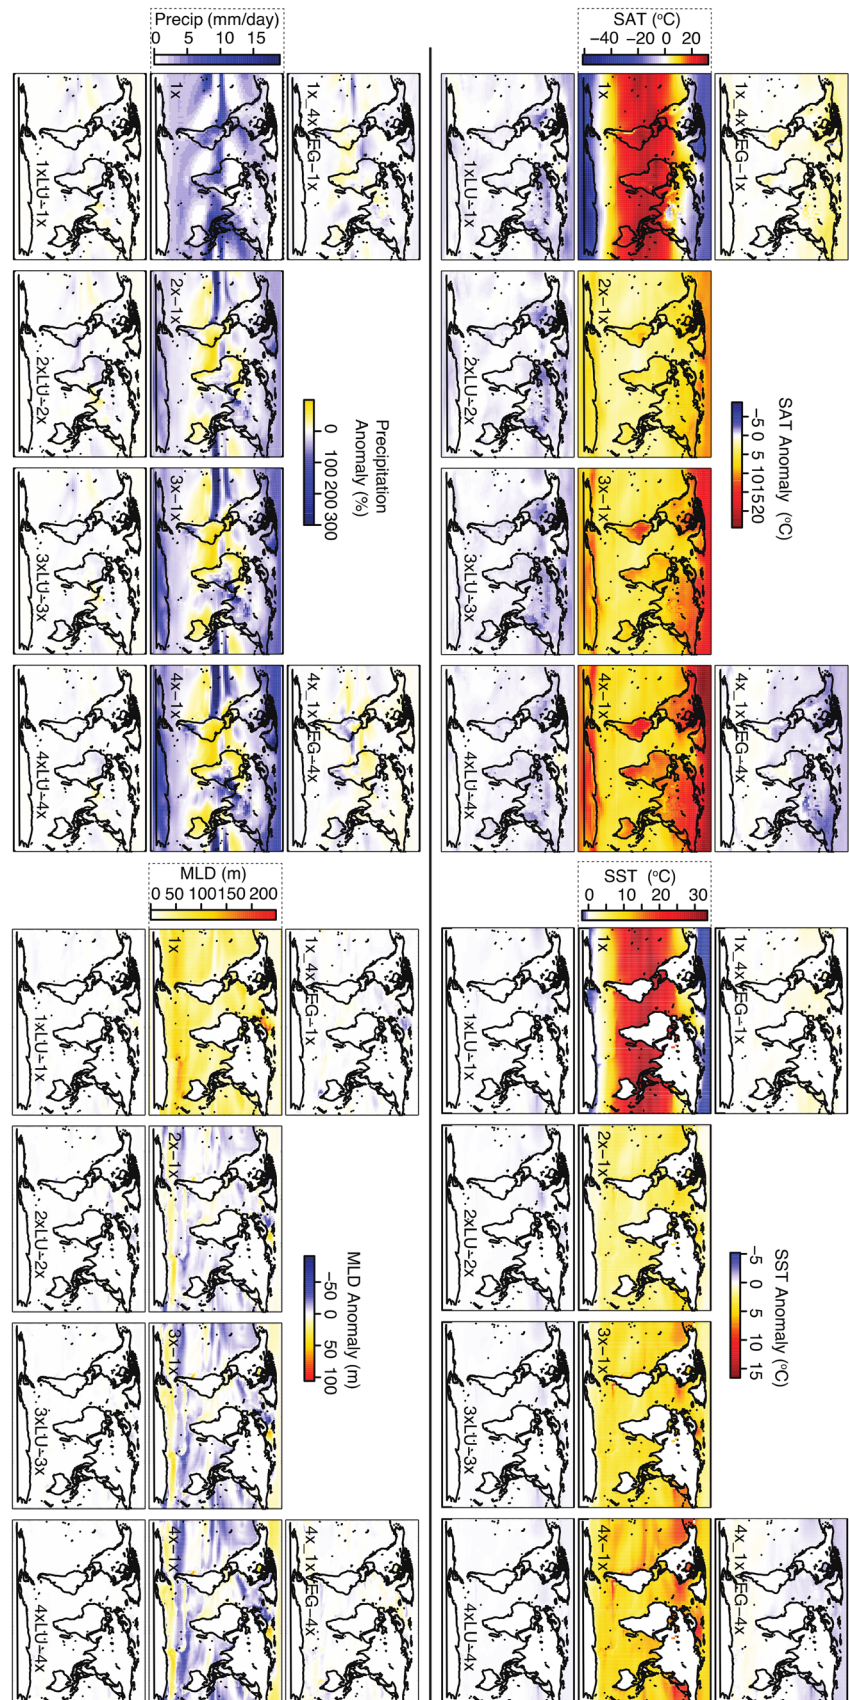 SAT (°C)
−40 −20 0 20
1x_4xVEG−1x
1x
1xLU−1x
SAT Anomaly (°C)
−5 0 5 10 15 20
2x−1x
2xLU−2x
3x−1x
3xLU−3x
4x_1xVEG−4x
4x−1x
4xLU−4x
SST (°C)
0 10 20 30
1x_4xVEG−1x
1x
1xLU−1x
SST Anomaly (°C)
−5 0 5 10 15
2x−1x
2xLU−2x
3x−1x
3xLU−3x
4x_1xVEG−4x
4x−1x
4xLU−4x
Precip (mm/day)
0 5 10 15
1x_4xVEG−1x
1x
1xLU−1x
Precipitation
Anomaly (%)
0 100 200 300
2x−1x
2xLU−2x
3x−1x
3xLU−3x
4x_1xVEG−4x
4x−1x
4xLU−4x
MLD (m)
0 50 100 150 200
1x_4xVEG−1x
1x
1xLU−1x
MLD Anomaly (m)
−50 0 50 100
2x−1x
2xLU−2x
3x−1x
3xLU−3x
4x_1xVEG−4x
4x−1x
4xLU−4x